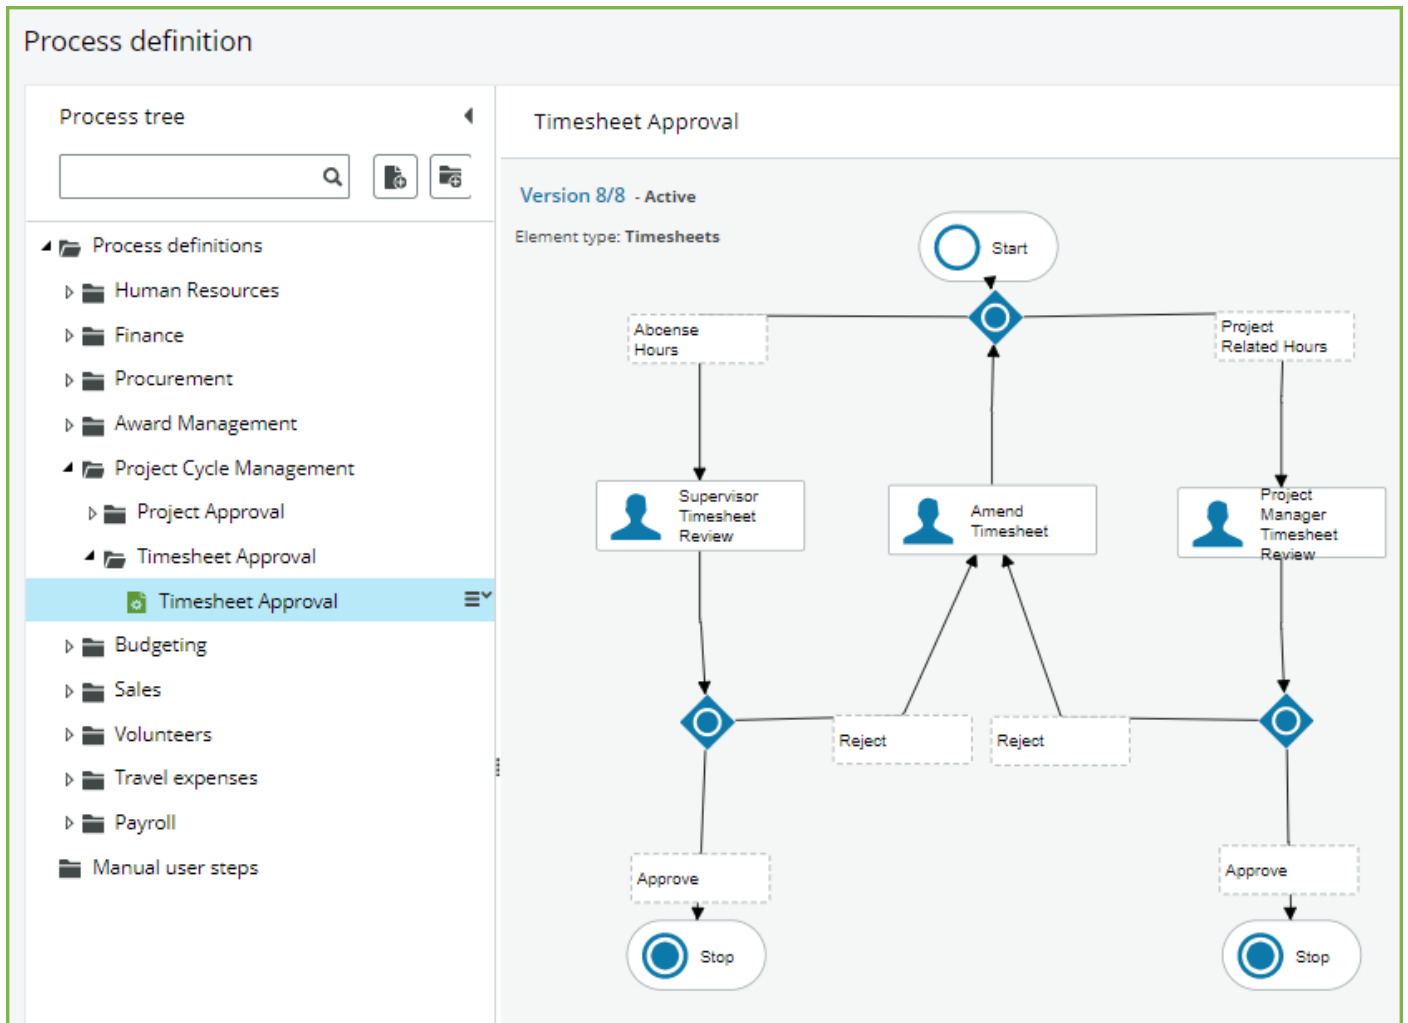 Process definition
Process tree
Timesheet Approval
Version 8/8 - Active
Element type: Timesheets
Process definitions
Human Resources
Finance
Procurement
Award Management
Project Cycle Management
Project Approval
Timesheet Approval
Timesheet Approval
Budgeting
Sales
Volunteers
Travel expenses
Payroll
Manual user steps
Start
Abcense
Hours
Project
Related Hours
Supervisor
Timesheet
Review
Amend
Timesheet
Project
Manager
Timesheet
Review
Reject
Reject
Approve
Approve
Stop
Stop